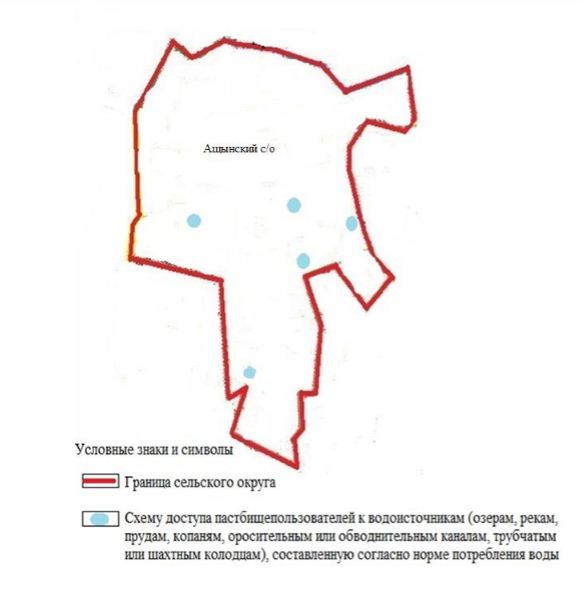 Ащынский с/о
Условные знаки и символы
Граница сельского округа
Схему доступа пастбищепользователей к водоисточникам (озерам, рекам,
прудам, копаням, оросительным или обводнительным каналам, трубчатым
или шахтным колодцам), составленную согласно норме потребления воды